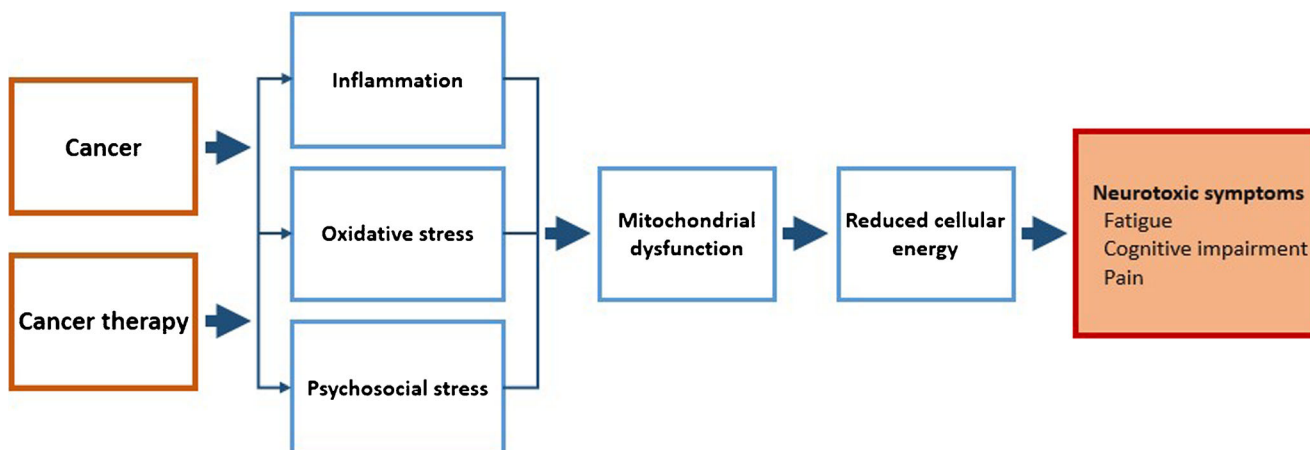 Cancer
Cancer therapy
Inflammation
Oxidative stress
Psychosocial stress
Mitochondrial
dysfunction
Reduced cellular
energy
Neurotoxic symptoms
Fatigue
Cognitive impairment
Pain